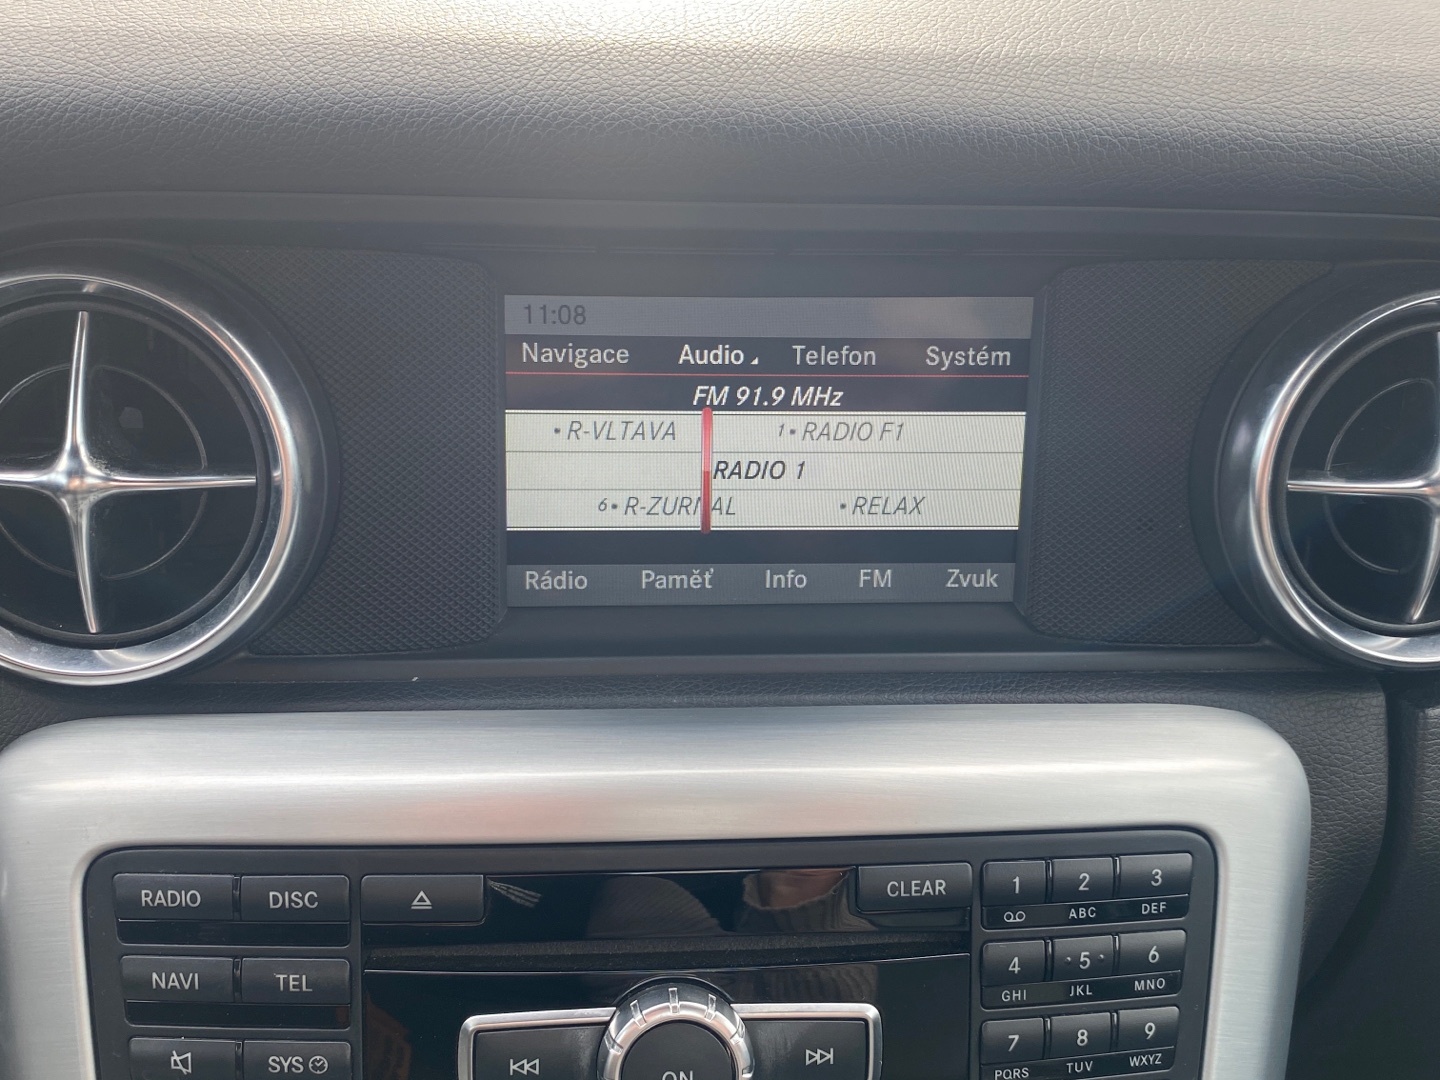 11:08
Navigace Audio Telefon Systém
FM 91.9 MHz
•R-VLTAVA 1•RADIO F1
RADIO 1
6•R-ZURNAL •RELAX
Rádio Paměť Info FM Zvuk
RADIO DISC CLEAR 1 2 3
ABC DEF
NAVI TEL 4 5 6
GHI JKL MNO
SYS ON 7 8 9
PQRS TUV WXYZ